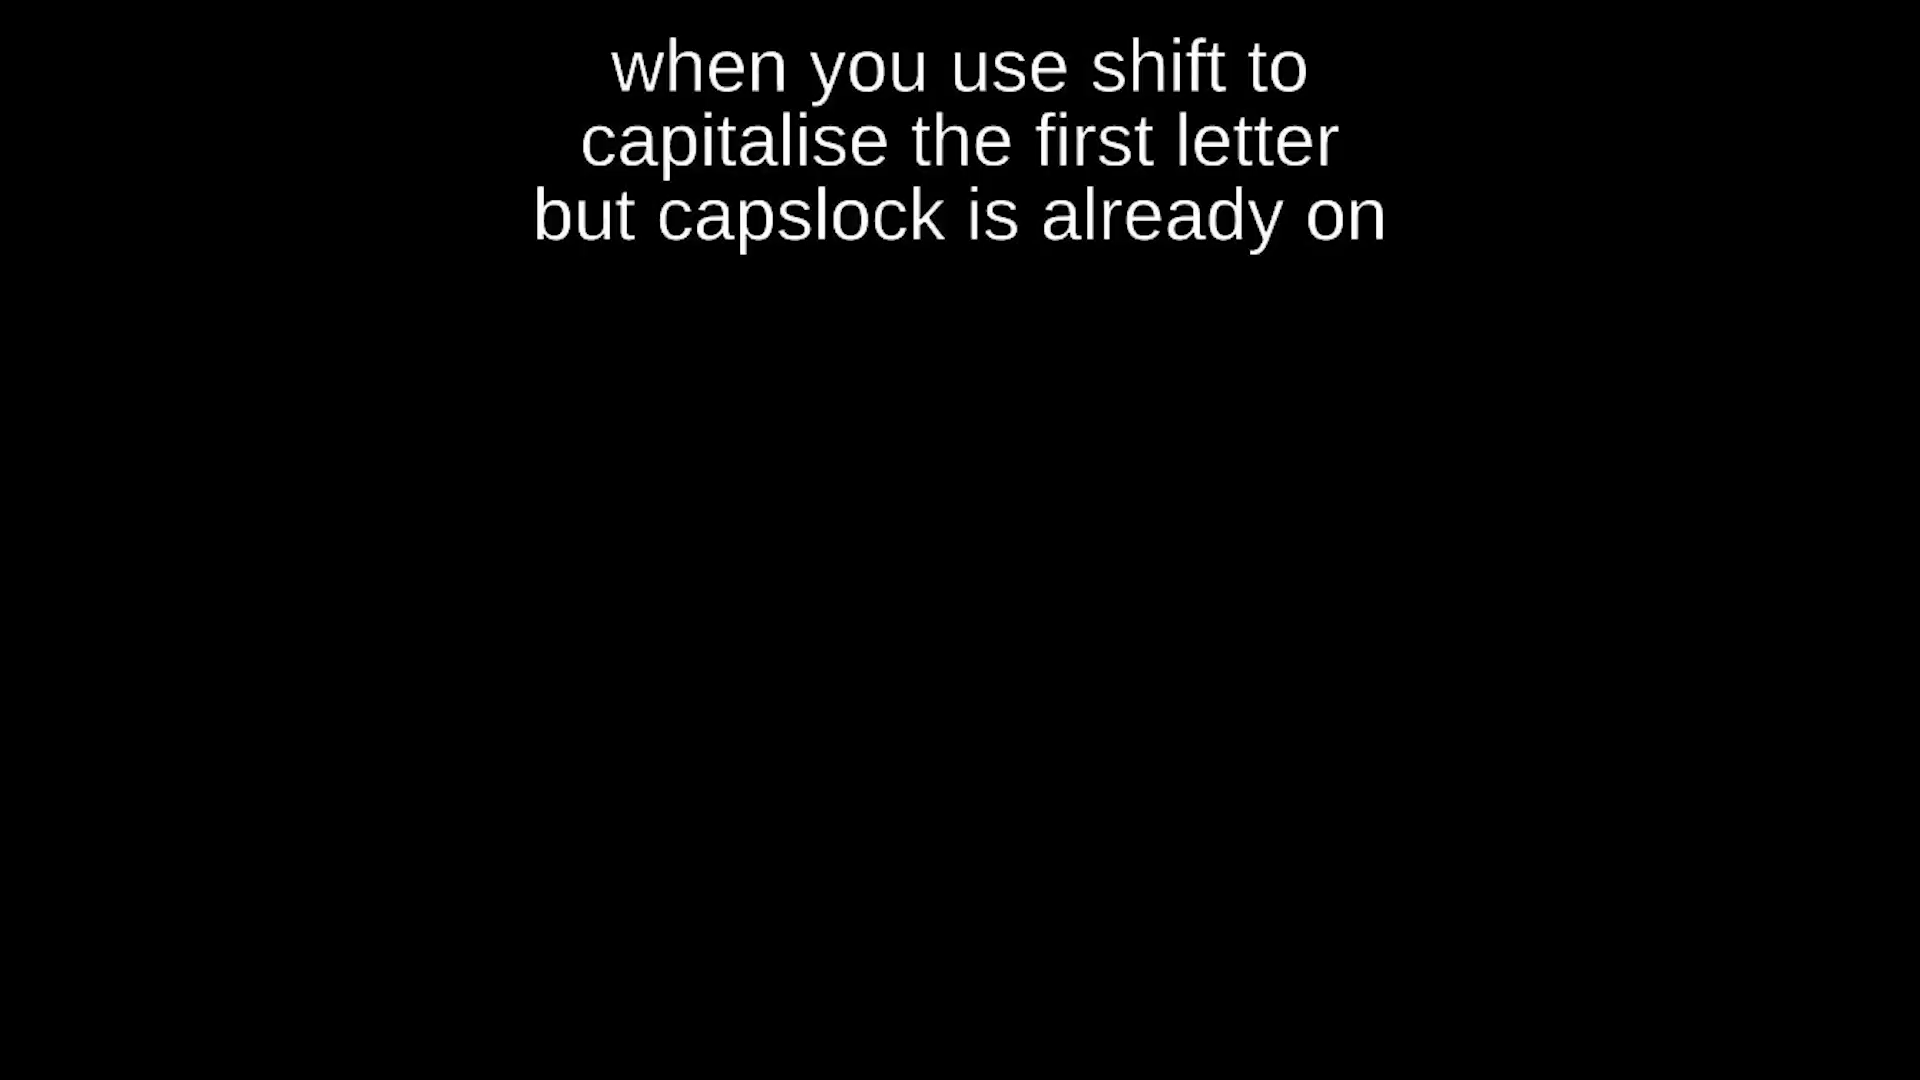 when you use shift to
capitalise the first letter
but capslock is already on